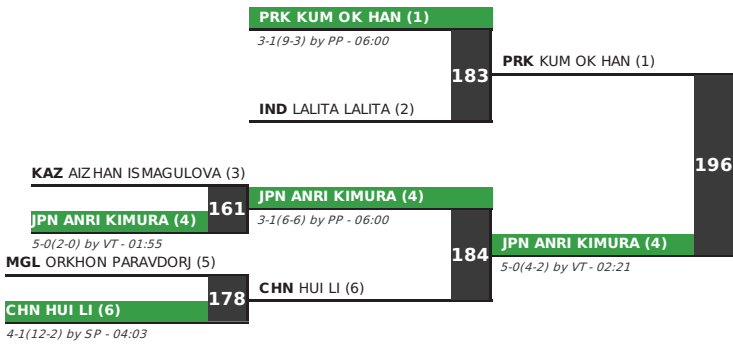 PRK KUM OK HAN (1)
3-1(9-3) by PP - 06:00
183
PRK KUM OK HAN (1)
IND LALITA LALITA (2)
196
KAZ AIZHAN ISMAGULOVA (3)
161
JPN ANRI KIMURA (4)
JPN ANRI KIMURA (4)
3-1(6-6) by PP - 06:00
5-0(2-0) by VT - 01:55
184
JPN ANRI KIMURA (4)
5-0(4-2) by VT - 02:21
MGL ORKHON PARAVDORJ (5)
178
CHN HUI LI (6)
CHN HUI LI (6)
4-1(12-2) by SP - 04:03